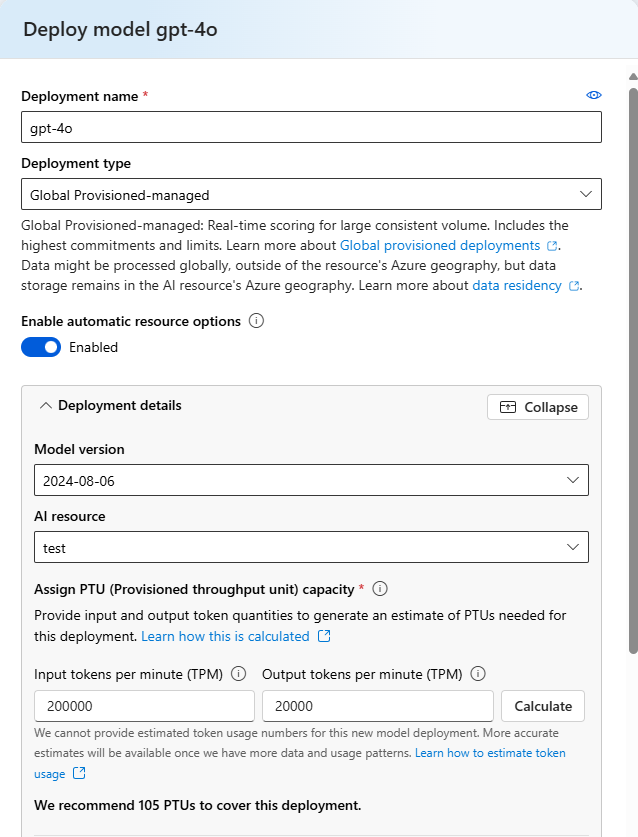 Deploy model gpt-4o
Deployment name *
gpt-4o
Deployment type
Global Provisioned-managed
Global Provisioned-managed: Real-time scoring for large consistent volume. Includes the
highest commitments and limits. Learn more about Global provisioned deployments.
Data might be processed globally, outside of the resource's Azure geography, but data
storage remains in the AI resource's Azure geography. Learn more about data residency.
Enable automatic resource options
Enabled
Deployment details
Collapse
Model version
2024-08-06
AI resource
test
Assign PTU (Provisioned throughput unit) capacity *
Provide input and output token quantities to generate an estimate of PTUs needed for
this deployment. Learn how this is calculated
Input tokens per minute (TPM) Output tokens per minute (TPM)
200000 20000 Calculate
We cannot provide estimated token usage numbers for this new model deployment. More accurate
estimates will be available once we have more data and usage patterns. Learn how to estimate token
usage
We recommend 105 PTUs to cover this deployment.